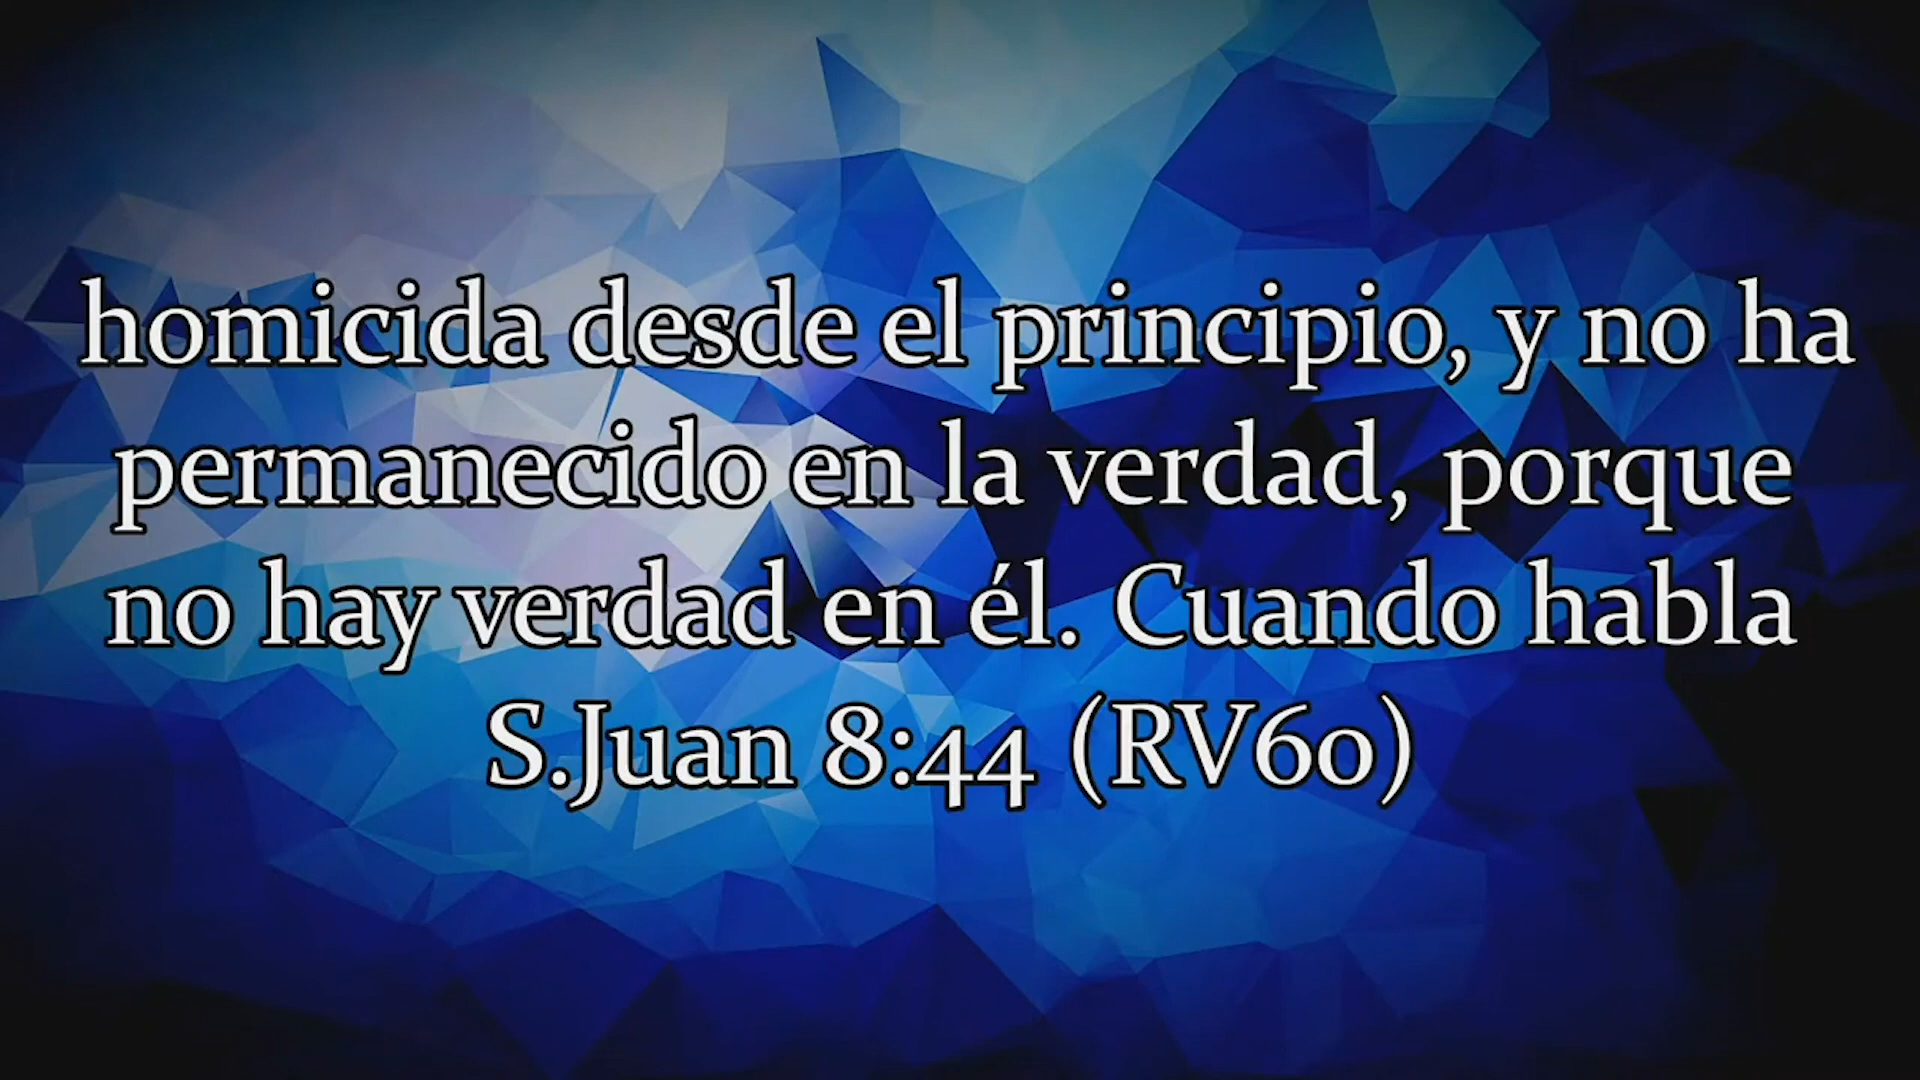 homicida desde el principio, y no ha
permanecido en la verdad, porque
no hay verdad en él. Cuando habla
S.Juan 8:44 (RV60)